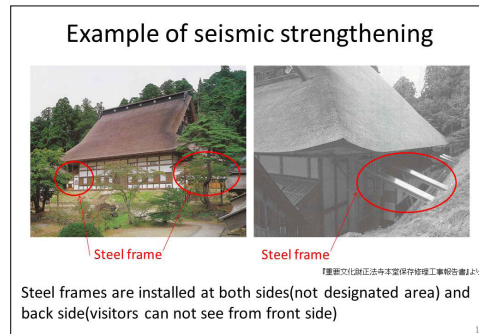 Example of seismic strengthening
Steel frame
Steel frame
『重要文化財正法寺本堂保存修理工事報告書』より
Steel frames are installed at both sides(not designated area) and
back side(visitors can not see from front side)